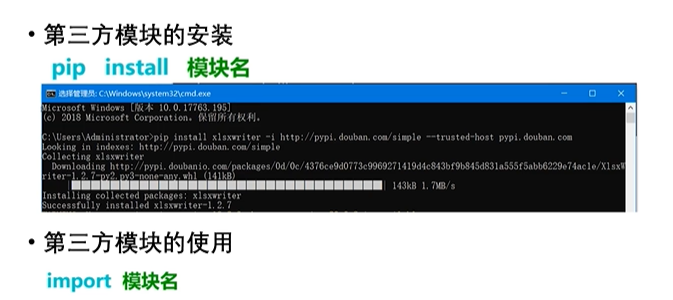 • 第三方模块的安装
pip install 模块名
选择管理员: C:\Windows\system32\cmd.exe
Microsoft Windows [版本 10.0.17763.195]
(c) 2018 Microsoft Corporation。保留所有权利。
C:\Users\Administrator>pip install xlsxwriter -i http://pypi.douban.com/simple --trusted-host pypi.douban.com
Looking in indexes: http://pypi.douban.com/simple
Collecting xlsxwriter
Downloading http://pypi.doubanio.com/packages/0d/0c/4376ce9d0773c9969271419d4c843bf9b845d831a555f5abb6229e74ac1e/XlsxW
riter-1.2.7-py2.py3-none-any.whl (141kB)
143kB 1.7MB/s
Installing collected packages: xlsxwriter
Successfully installed xlsxwriter-1.2.7
• 第三方模块的使用
import 模块名